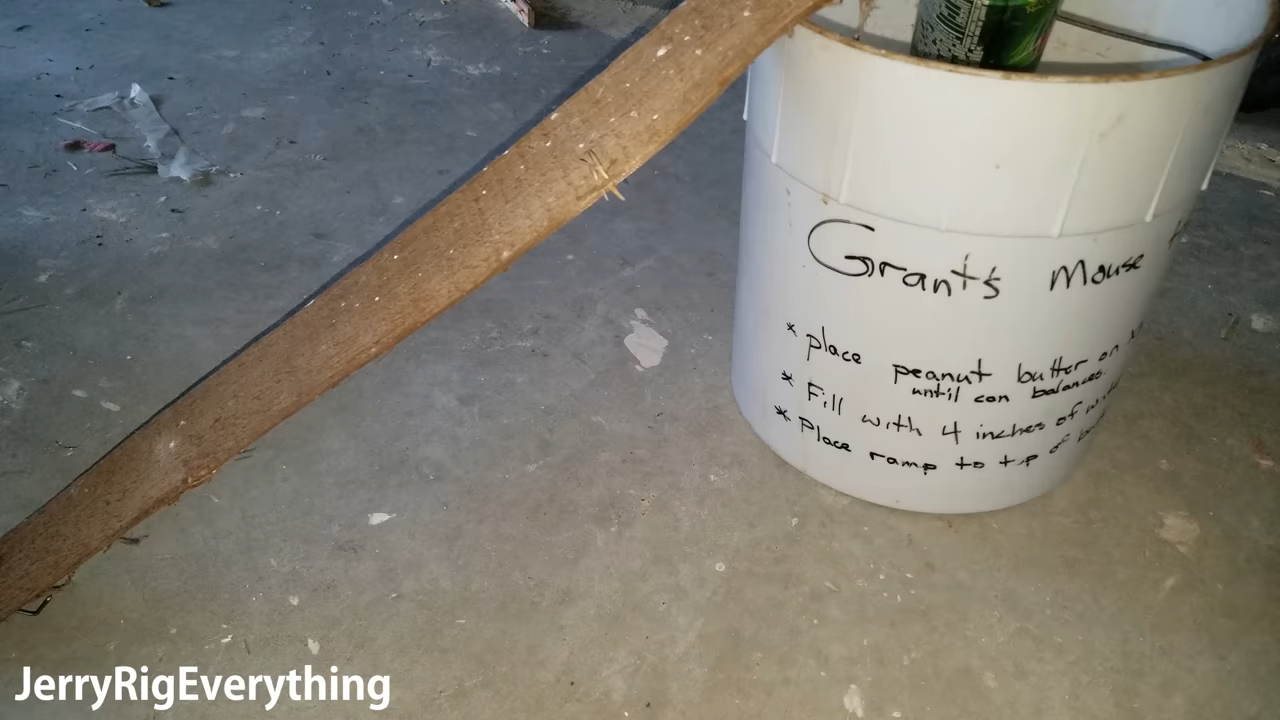 Grant's Mouse
* place peanut butter on
until can balances.
* Fill with 4 inches of
* Place ramp to top of
JerryRigEverything